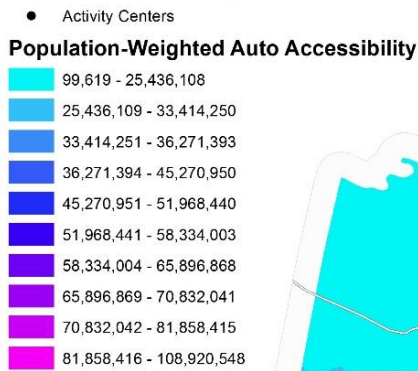 Activity Centers
Population-Weighted Auto Accessibility
99,619 - 25,436,108
25,436,109 - 33,414,250
33,414,251 - 36,271,393
36,271,394 - 45,270,950
45,270,951 - 51,968,440
51,968,441 - 58,334,003
58,334,004 - 65,896,868
65,896,869 - 70,832,041
70,832,042 - 81,858,415
81,858,416 - 108,920,548